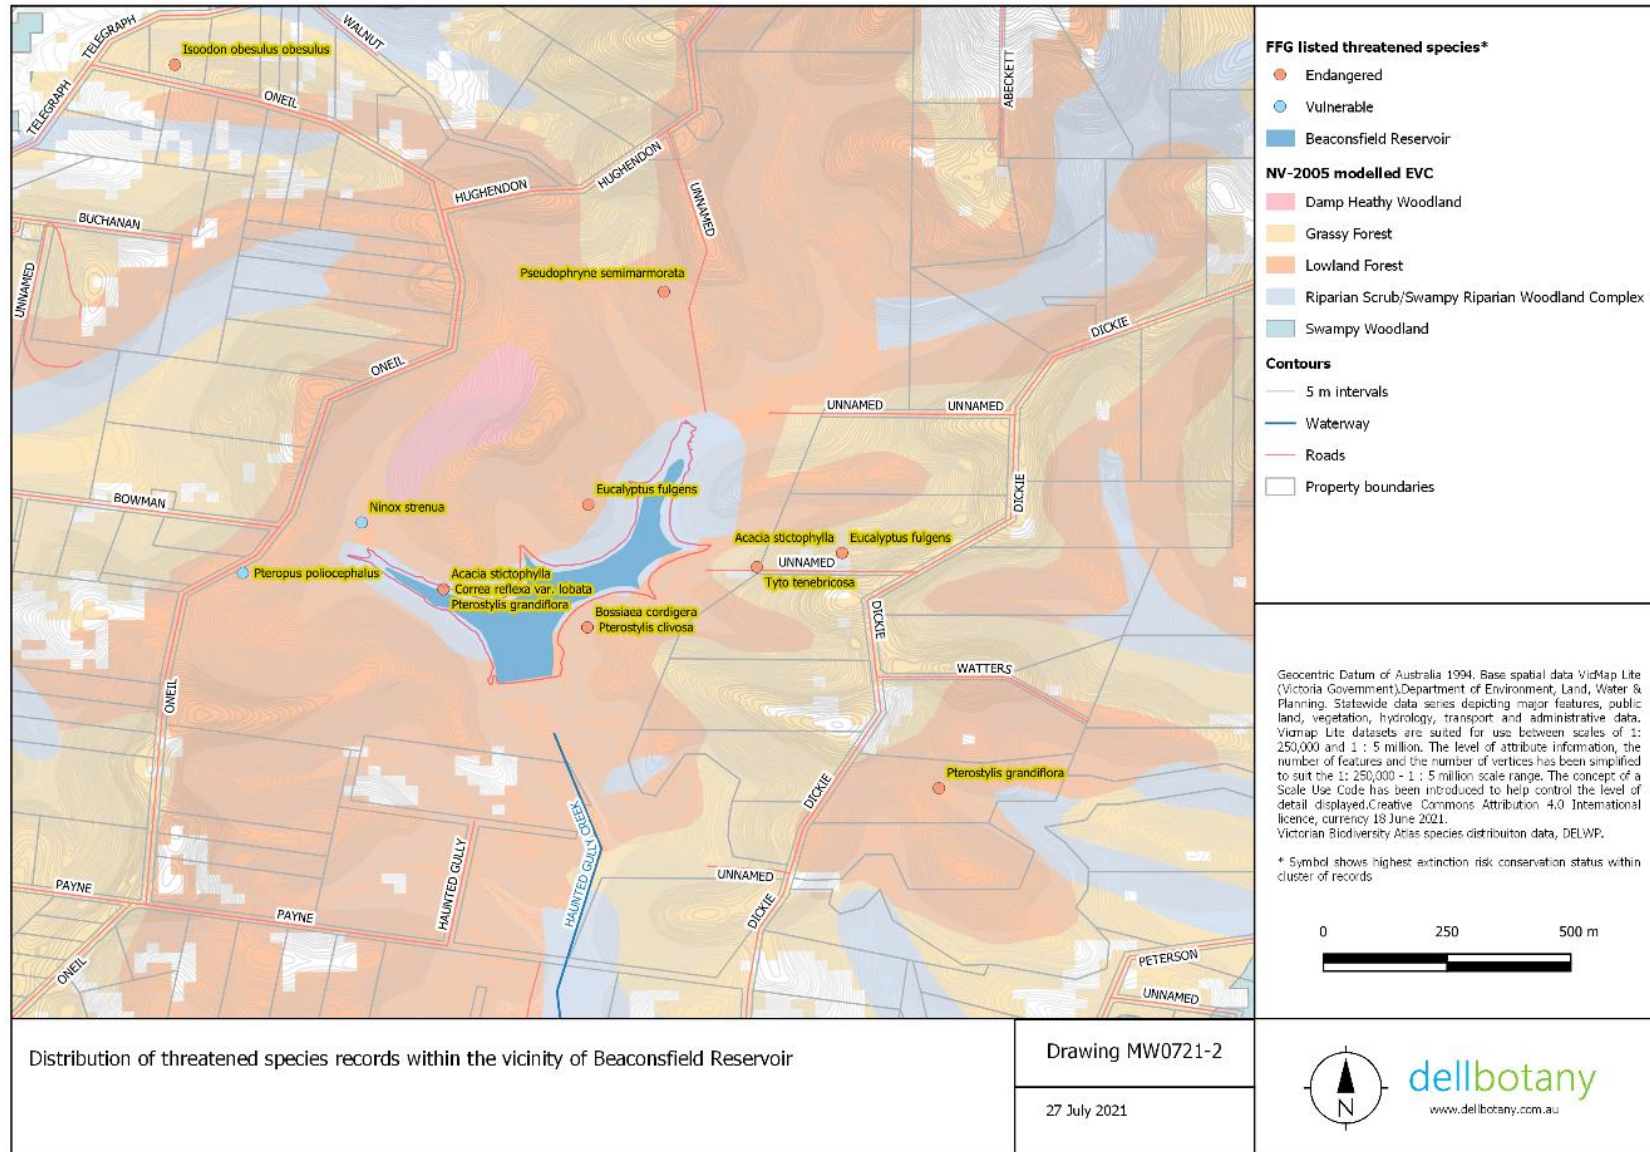 TELEGRAPH
WALNUT
Isoodon obesulus obesulus
TELEGRAPH
ONEIL
ABECKETT
HUGHENDON
HUGHENDON
UNNAMED
BUCHANAN
UNNAMED
Pseudophryne semimarmorata
DICKIE
ONEIL
UNNAMED
UNNAMED
BOWMAN
Ninox strenua
Eucalyptus fulgens
DICKIE
Acacia stictophylla
Eucalyptus fulgens
UNNAMED
Tyto tenebricosa
Pteropus poliocephalus
Acacia stictophylla
Correa reflexa var. lobata
Pterostylis grandiflora
Bossiaea cordigera
Pterostylis clivosa
DICKIE
WATTERS
ONEIL
Pterostylis grandiflora
DICKIE
HAUNTED GULLY CREEK
HAUNTED GULLY
UNNAMED
PAYNE
PAYNE
DICKIE
ONEIL
PETERSON
UNNAMED
FFG listed threatened species*
Endangered
Vulnerable
Beaconsfield Reservoir
NV-2005 modelled EVC
Damp Heathy Woodland
Grassy Forest
Lowland Forest
Riparian Scrub/Swampy Riparian Woodland Complex
Swampy Woodland
Contours
5 m intervals
Waterway
Roads
Property boundaries
Geocentric Datum of Australia 1994. Base spatial data VicMap Lite
(Victoria Government).Department of Environment, Land, Water &
Planning. Statewide data series depicting major features, public
land, vegetation, hydrology, transport and administrative data.
Vicmap Lite datasets are suited for use between scales of 1:
250,000 and 1 : 5 million. The level of attribute information, the
number of features and the number of vertices has been simplified
to suit the 1: 250,000 - 1 : 5 million scale range. The concept of a
Scale Use Code has been introduced to help control the level of
detail displayed.Creative Commons Attribution 4.0 International
licence, currency 18 June 2021.
Victorian Biodiversity Atlas species distribuiton data, DELWP.
* Symbol shows highest extinction risk conservation status within
cluster of records
0 250 500 m
Distribution of threatened species records within the vicinity of Beaconsfield Reservoir
Drawing MW0721-2
27 July 2021
N
dellbotany
www.dellbotany.com.au